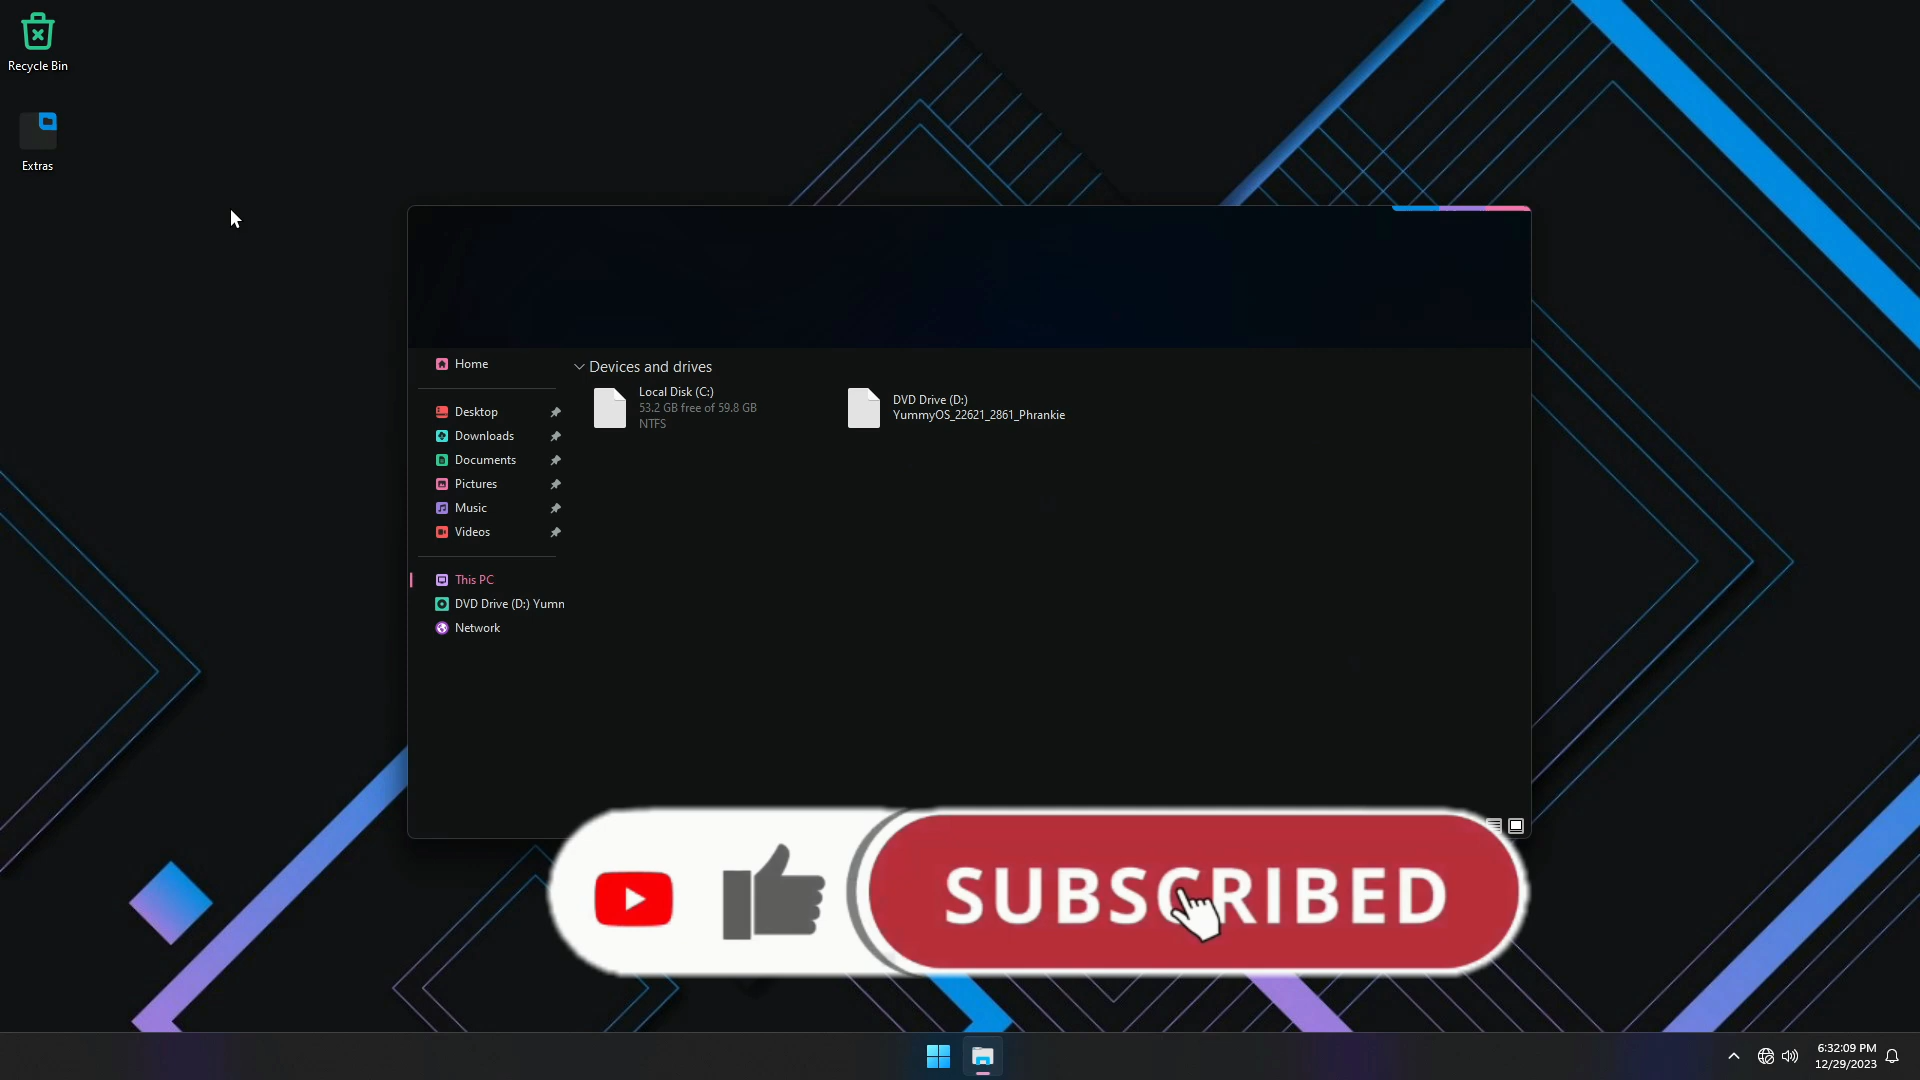 Recycle Bin
Extras
Home
Desktop
Downloads
Documents
Pictures
Music
Videos
This PC
DVD Drive (D:) Yumn
Network
Devices and drives
Local Disk (C:)
53.2 GB free of 59.8 GB
NTFS
DVD Drive (D:)
YummyOS_22621_2861_Phrankie
SUBSCRIBED
6:32:09 PM
12/29/2023